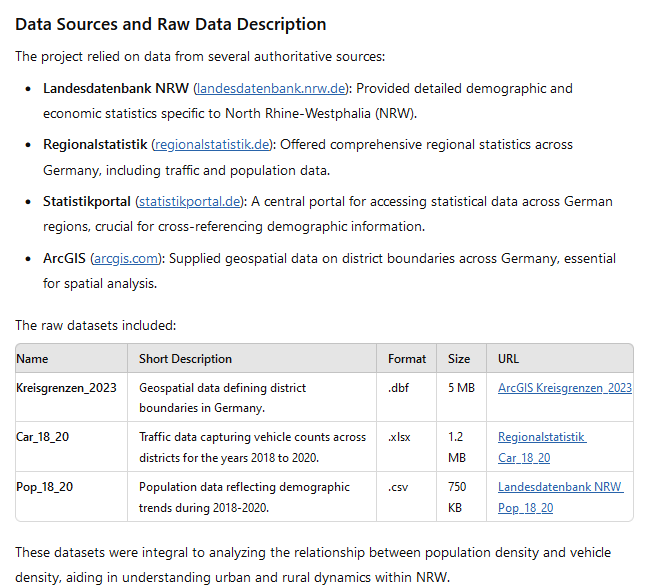 Data Sources and Raw Data Description
The project relied on data from several authoritative sources:
• Landesdatenbank NRW (landesdatenbank.nrw.de): Provided detailed demographic and
economic statistics specific to North Rhine-Westphalia (NRW).
• Regionalstatistik (regionalstatistik.de): Offered comprehensive regional statistics across
Germany, including traffic and population data.
• Statistikportal (statistikportal.de): A central portal for accessing statistical data across German
regions, crucial for cross-referencing demographic information.
• ArcGIS (arcgis.com): Supplied geospatial data on district boundaries across Germany, essential
for spatial analysis.
The raw datasets included:
Name Short Description Format Size URL
Kreisgrenzen_2023 Geospatial data defining district .dbf 5 MB ArcGIS Kreisgrenzen_2023
boundaries in Germany.
Car_18_20 Traffic data capturing vehicle counts across .xlsx 1.2 Regionalstatistik
districts for the years 2018 to 2020. MB Car_18_20
Pop_18_20 Population data reflecting demographic .csv 750 Landesdatenbank NRW
trends during 2018-2020. KB Pop_18_20
These datasets were integral to analyzing the relationship between population density and vehicle
density, aiding in understanding urban and rural dynamics within NRW.